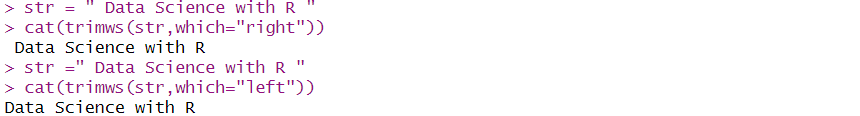 > str = " Data Science with R "
> cat(trimws(str,which="right"))
 Data Science with R
> str =" Data Science with R "
> cat(trimws(str,which="left"))
Data Science with R